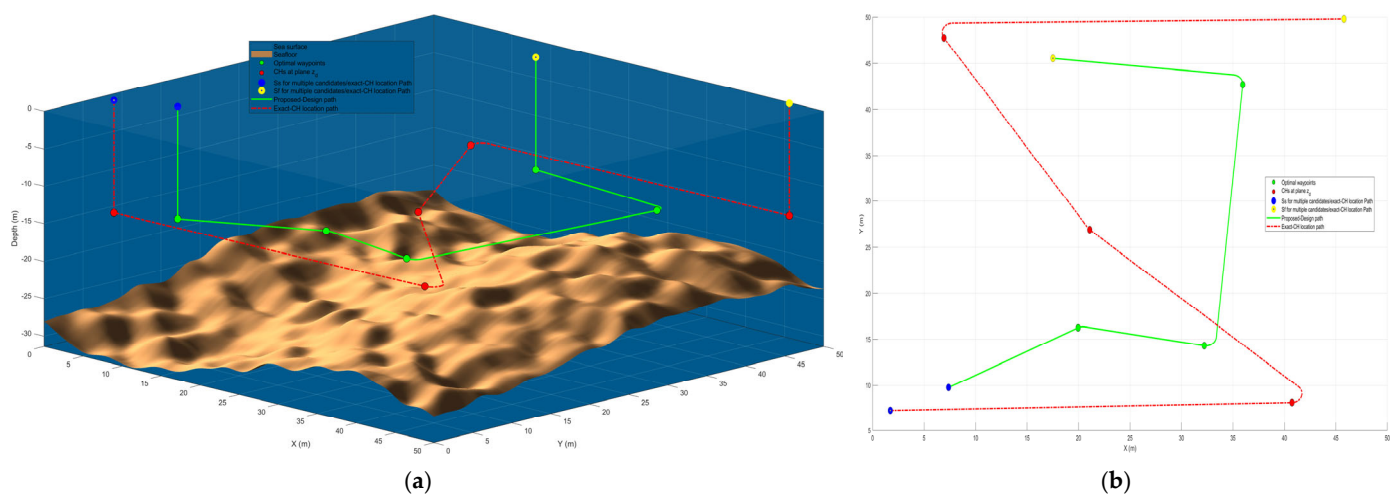 Sea surface
Seafloor
Optimal waypoints
CHs at plane z₀
Ss for multiple candidates/exact-CH location Path
Sf for multiple candidates/exact-CH location Path
Proposed-Design path
Exact-CH location path
Depth (m)
0
-5
-10
-15
-20
-25
-30
0
5
10
15
20
25
30
35
40
45
50
X (m)
0
5
10
15
20
25
30
35
40
45
50
Y (m)
(a)
50
45
40
35
30
25
20
15
10
5
Y (m)
0
5
10
15
20
25
30
35
40
45
50
X (m)
Optimal waypoints
CHs at plane
Ss for multiple candidates/exact-CH location Path
Sf for multiple candidates/exact-CH location Path
Proposed-Design path
Exact-CH location path
(b)